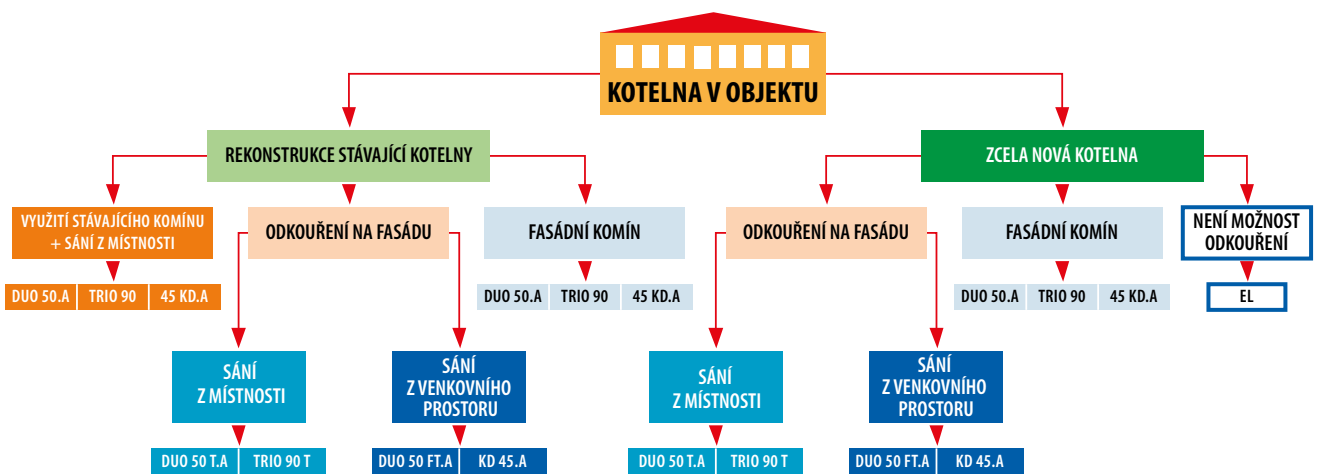 KOTELNA V OBJEKTU
REKONSTRUKCE STÁVAJÍCÍ KOTELNY
ZCELA NOVÁ KOTELNA
VYUŽITÍ STÁVAJÍCÍHO KOMÍNU
+ SÁNÍ Z MÍSTNOSTI
ODKOUŘENÍ NA FASÁDU
FASÁDNÍ KOMÍN
ODKOUŘENÍ NA FASÁDU
FASÁDNÍ KOMÍN
NENÍ MOŽNOST
ODKOUŘENÍ
DUO 50.A TRIO 90 45 KD.A
DUO 50.A TRIO 90 45 KD.A
DUO 50.A TRIO 90 45 KD.A
EL
SÁNÍ
Z MÍSTNOSTI
SÁNÍ
Z VENKOVNÍHO
PROSTORU
SÁNÍ
Z MÍSTNOSTI
SÁNÍ
Z VENKOVNÍHO
PROSTORU
DUO 50 T.A TRIO 90 T
DUO 50 FT.A KD 45.A
DUO 50 T.A TRIO 90 T
DUO 50 FT.A KD 45.A